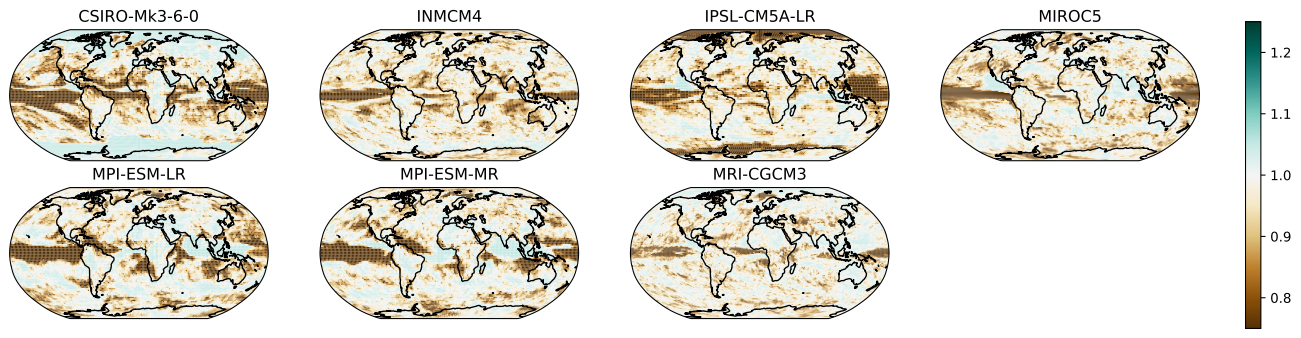 CSIRO-Mk3-6-0
INMCM4
IPSL-CM5A-LR
MIROC5
MPI-ESM-LR
MPI-ESM-MR
MRI-CGCM3
1.2
1.1
1.0
0.9
0.8